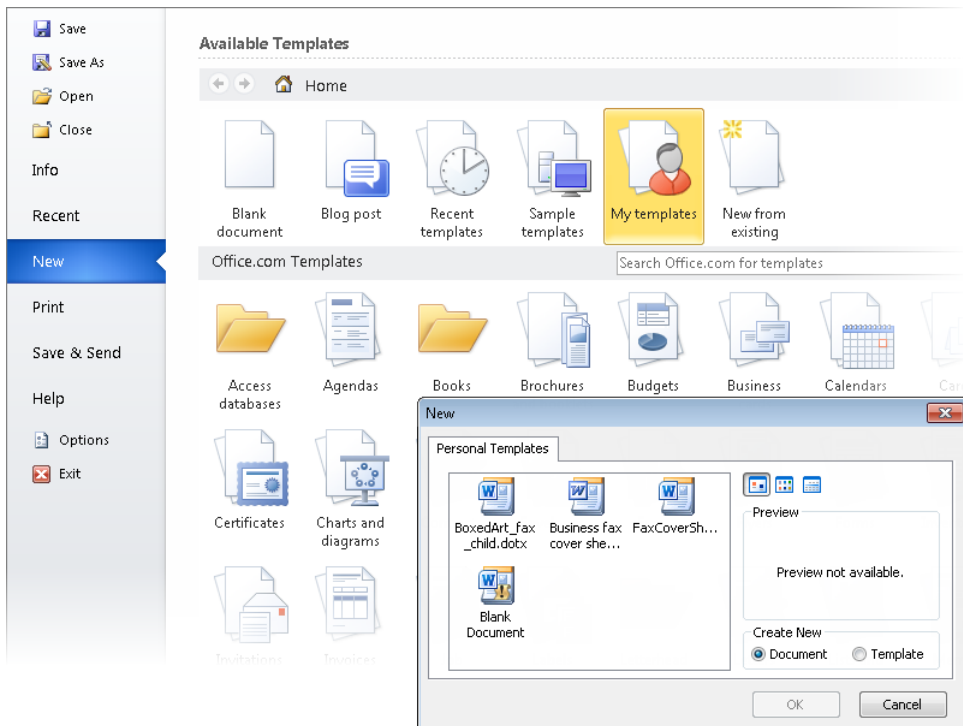 Save
Save As
Open
Close
Info
Recent
New
Print
Save & Send
Help
Options
Exit
Available Templates
Home
Blank
document
Blog post
Recent
templates
Sample
templates
My templates
New from
existing
Office.com Templates
Search Office.com for templates
Access
databases
Agendas
Books
Brochures
Budgets
Business
Calendars
Certificates
Charts and
diagrams
Invitations
Invoices
New
Personal Templates
BoxedArt_fax
_child.dotx
Business fax
cover she...
FaxCoverSh...
Blank
Document
Preview
Preview not available.
Create New
Document
Template
OK
Cancel